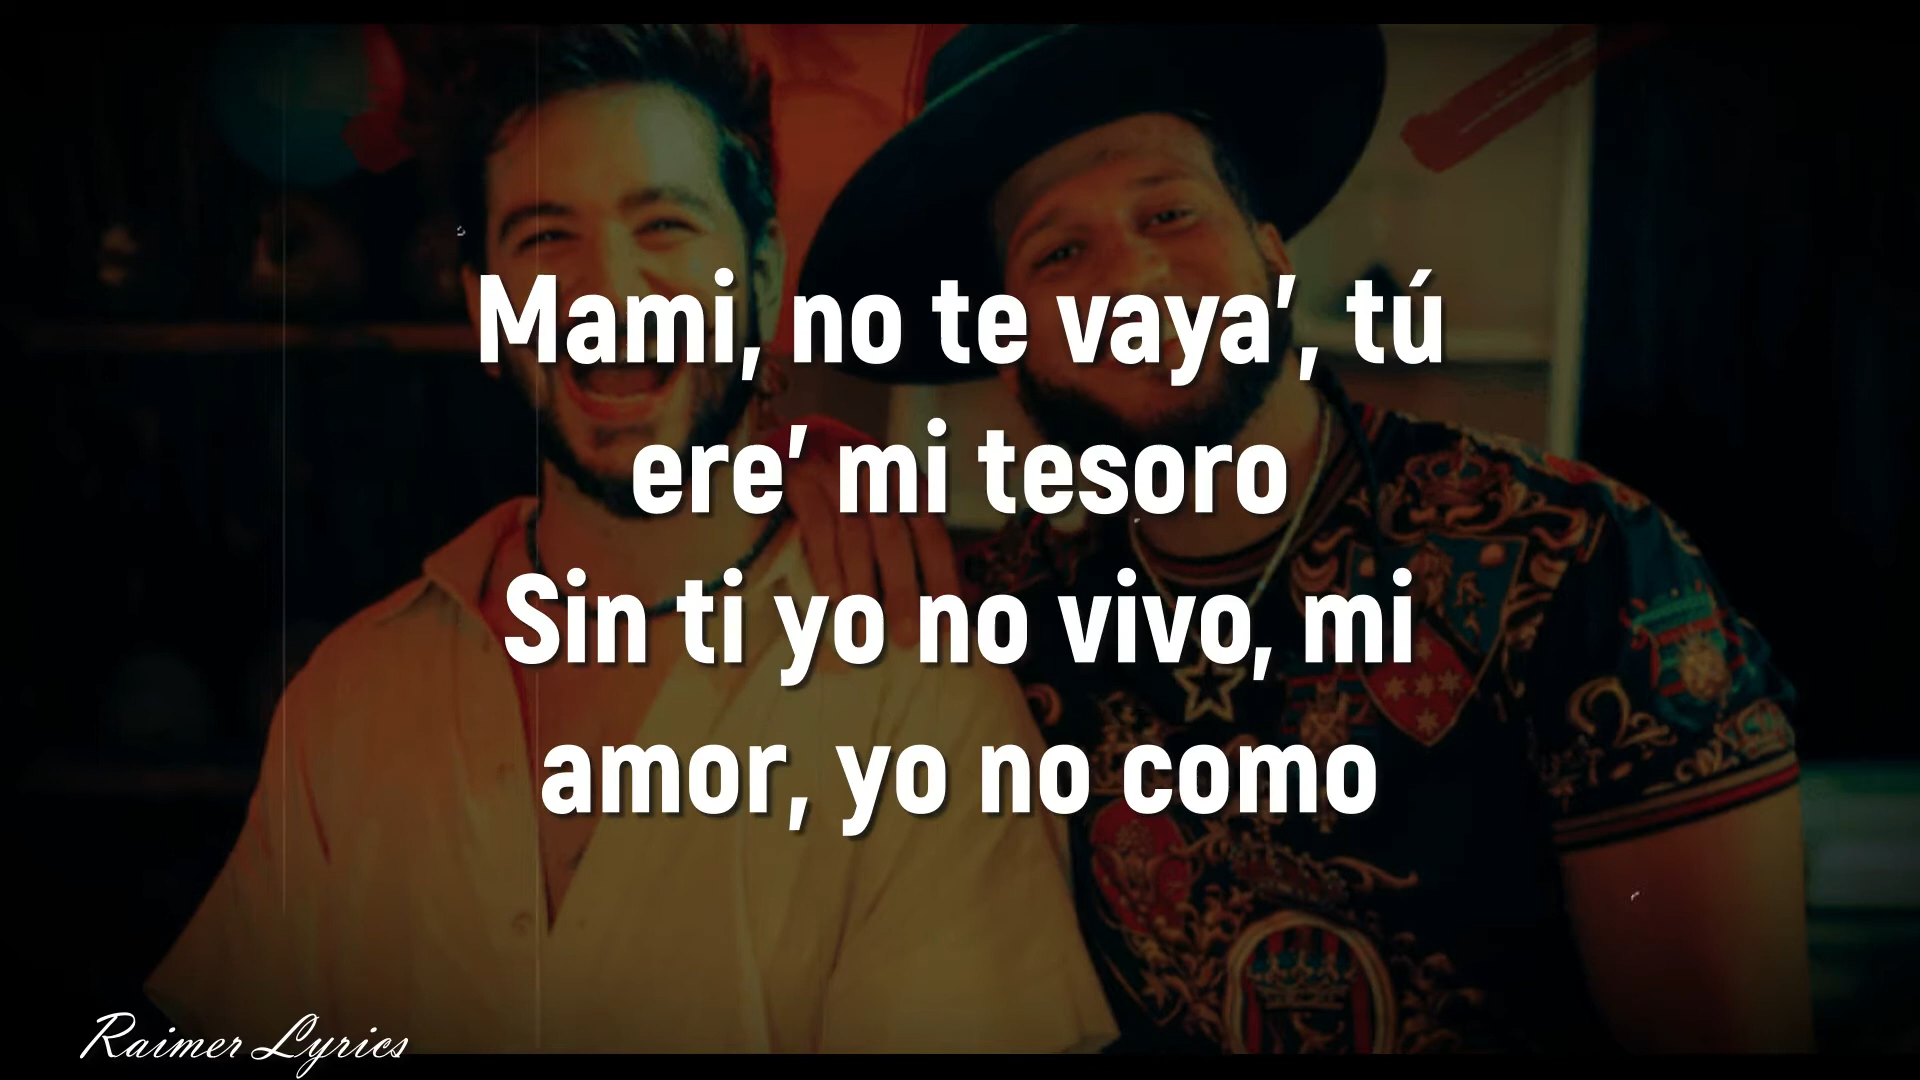 Mami, no te vaya', tú
ere' mi tesoro
Sin ti yo no vivo, mi
amor, yo no como
Raimer Lyrics